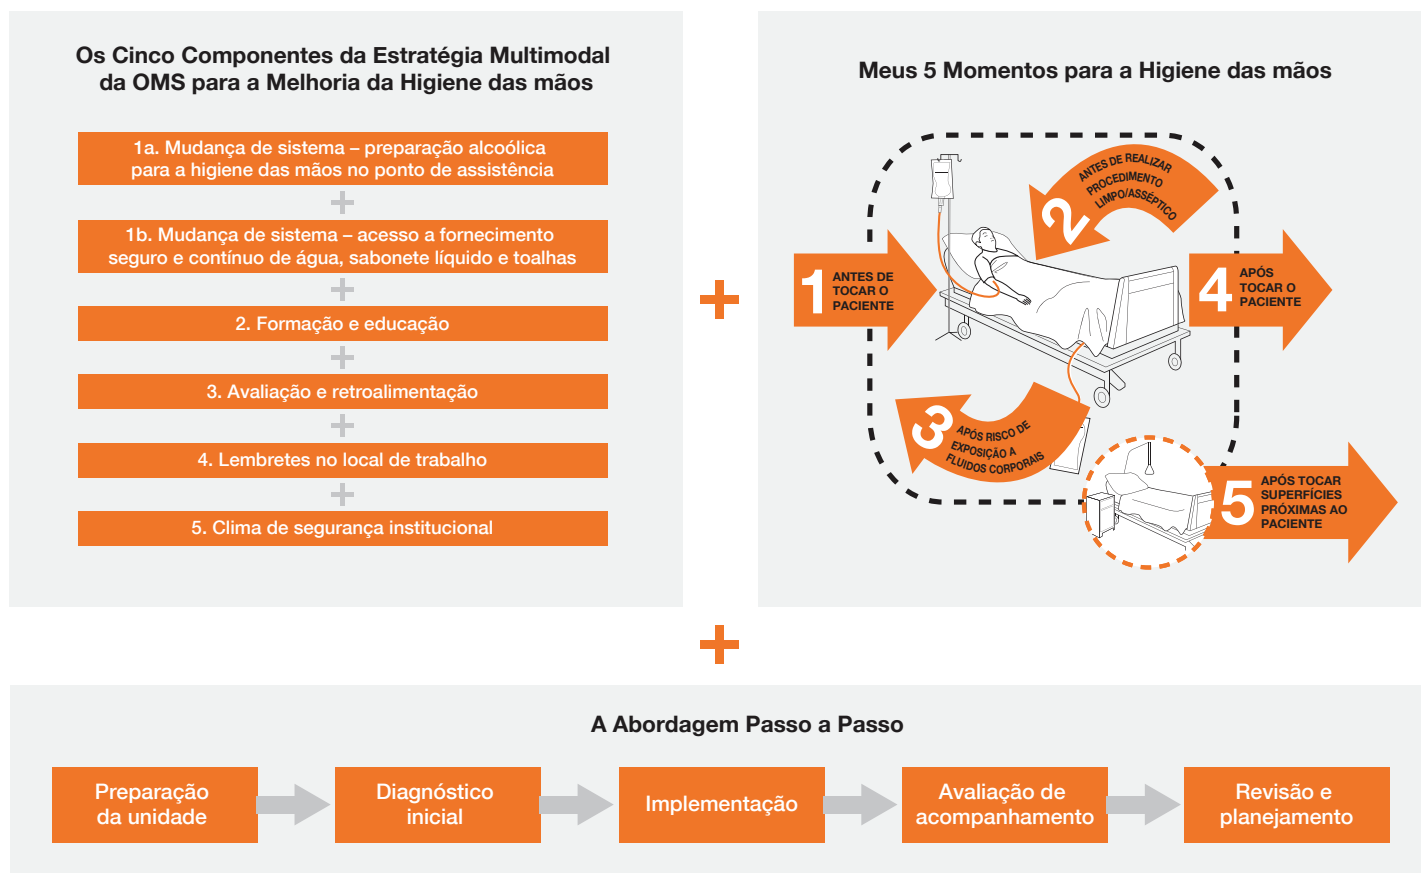 Os Cinco Componentes da Estratégia Multimodal
da OMS para a Melhoria da Higiene das mãos
1a. Mudança de sistema – preparação alcoólica
para a higiene das mãos no ponto de assistência
1b. Mudança de sistema – acesso a fornecimento
seguro e contínuo de água, sabonete líquido e toalhas
2. Formação e educação
3. Avaliação e retroalimentação
4. Lembretes no local de trabalho
5. Clima de segurança institucional
Meus 5 Momentos para a Higiene das mãos
1
ANTES DE
TOCAR O
PACIENTE
2
ANTES DE REALIZAR
PROCEDIMENTO
LIMPO/ASSÉPTICO
3
APÓS RISCO DE
EXPOSIÇÃO A
FLUIDOS CORPORAIS
4
APÓS
TOCAR O
PACIENTE
5
APÓS TOCAR
SUPERFÍCIES
PRÓXIMAS AO
PACIENTE
A Abordagem Passo a Passo
Preparação
da unidade
Diagnóstico
inicial
Implementação
Avaliação de
acompanhamento
Revisão e
planejamento